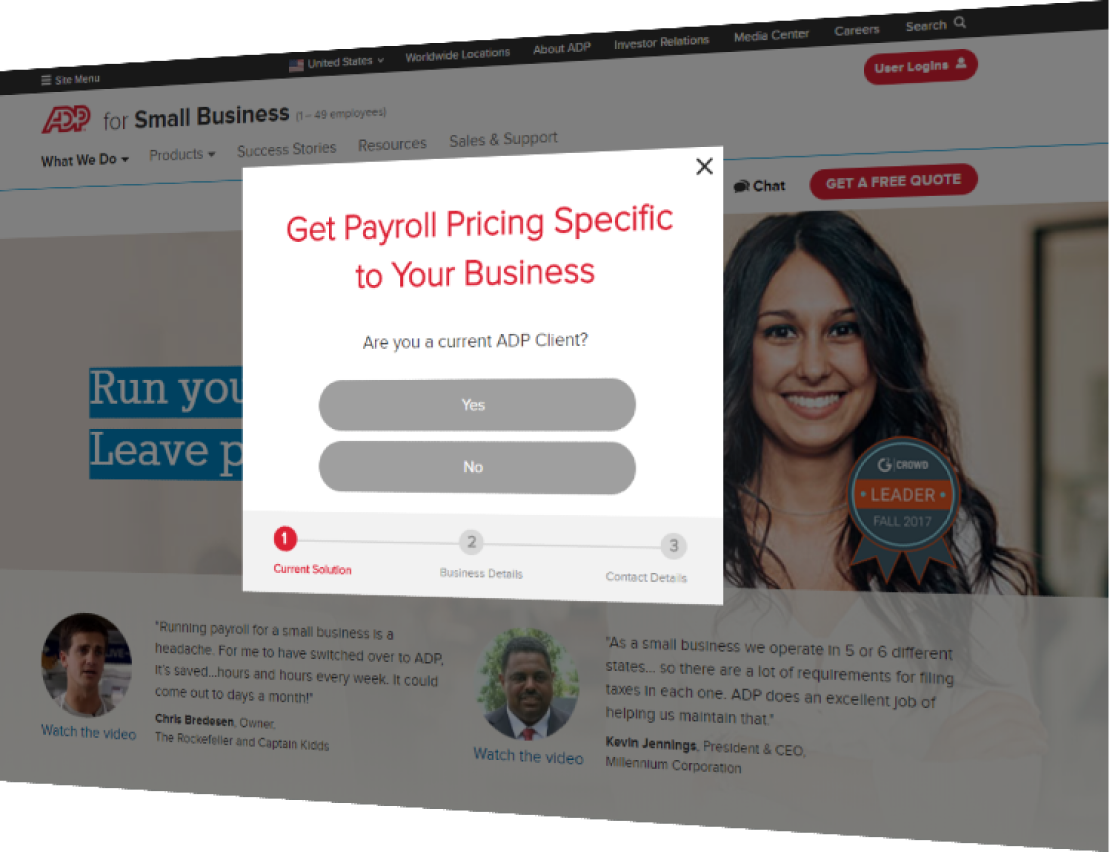 Site Menu
United States
Worldwide Locations
About ADP
Investor Relations
Media Center
Careers
Search
User Logins
ADP for Small Business (1 – 49 employees)
What We Do
Products
Success Stories
Resources
Sales & Support
Chat
GET A FREE QUOTE
Run you
Leave p
Get Payroll Pricing Specific
to Your Business
Are you a current ADP Client?
Yes
No
1
2
3
Current Solution
Business Details
Contact Details
G CROWD
LEADER
FALL 2017
"Running payroll for a small business is a
headache. For me to have switched over to ADP,
it's saved...hours and hours every week. It could
come out to days a month!"
Chris Bredesen, Owner,
The Rockefeller and Captain Kidds
Watch the video
"As a small business we operate in 5 or 6 different
states... so there are a lot of requirements for filing
taxes in each one. ADP does an excellent job of
helping us maintain that."
Kevin Jennings, President & CEO,
Millennium Corporation
Watch the video